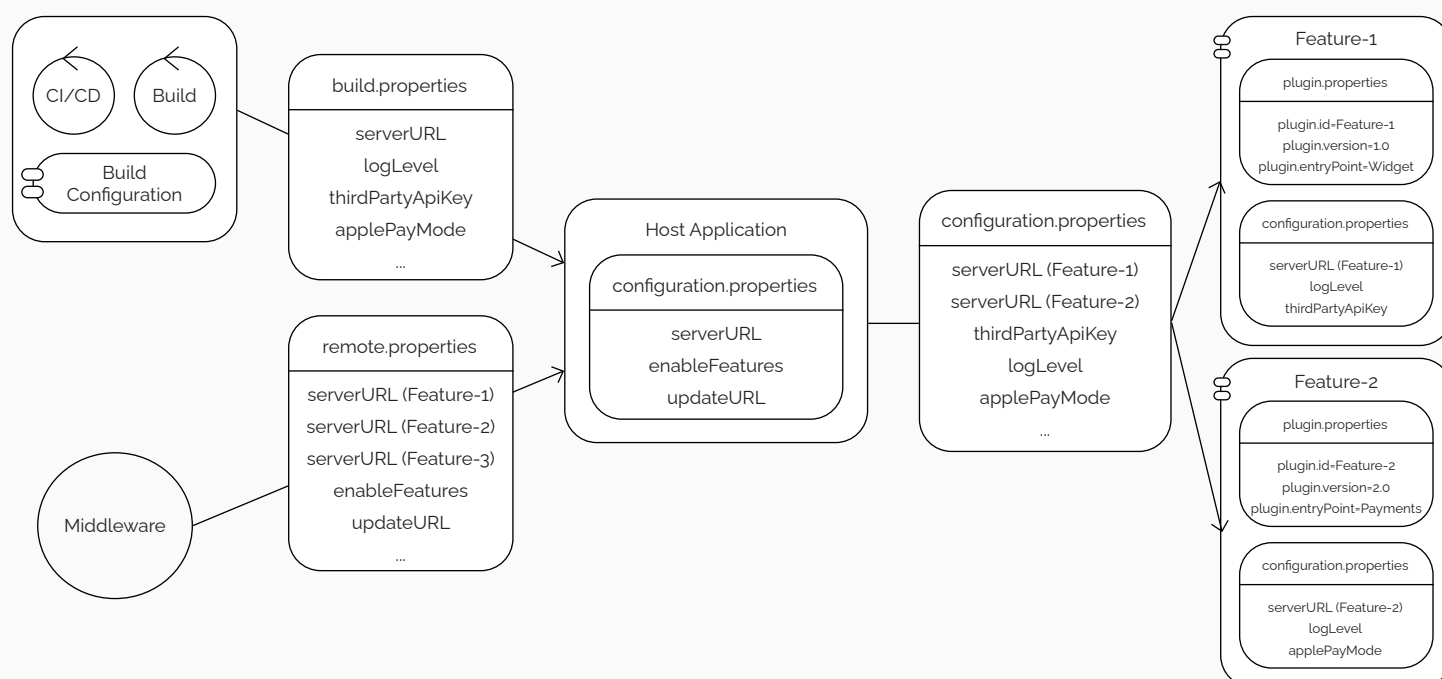 CI/CD
Build
Build
Configuration
build.properties
serverURL
logLevel
thirdPartyApiKey
applePayMode
...
Middleware
remote.properties
serverURL (Feature-1)
serverURL (Feature-2)
serverURL (Feature-3)
enableFeatures
updateURL
...
Host Application
configuration.properties
serverURL
enableFeatures
updateURL
configuration.properties
serverURL (Feature-1)
serverURL (Feature-2)
thirdPartyApiKey
logLevel
applePayMode
...
Feature-1
plugin.properties
plugin.id=Feature-1
plugin.version=1.0
plugin.entryPoint=Widget
configuration.properties
serverURL (Feature-1)
logLevel
thirdPartyApiKey
Feature-2
plugin.properties
plugin.id=Feature-2
plugin.version=2.0
plugin.entryPoint=Payments
configuration.properties
serverURL (Feature-2)
logLevel
applePayMode